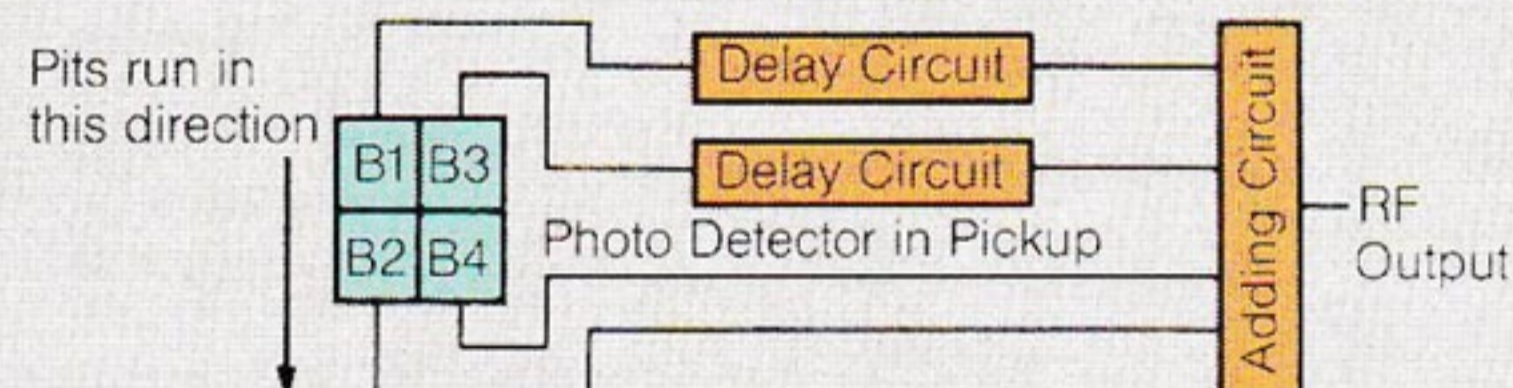 Pits run in
this direction
Delay Circuit
Delay Circuit
B1 B3
B2 B4
Photo Detector in Pickup
Adding Circuit
RF
Output